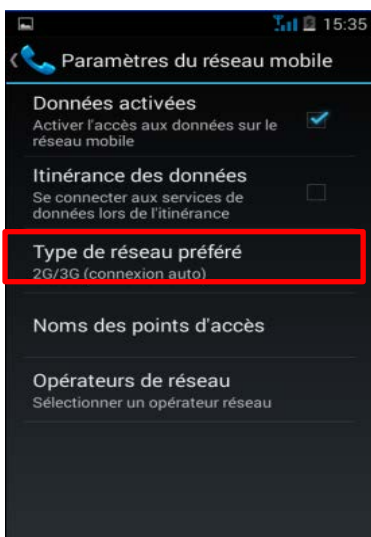 15:35
Paramètres du réseau mobile
Données activées
Activer l'accès aux données sur le
réseau mobile
Itinérance des données
Se connecter aux services de
données lors de l'itinérance
Type de réseau préféré
2G/3G (connexion auto)
Noms des points d'accès
Opérateurs de réseau
Sélectionner un opérateur réseau